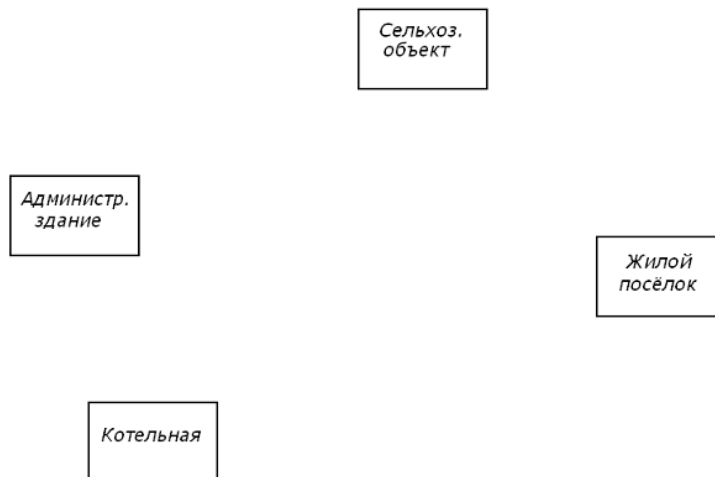 Сельхоз.
объект
Администр.
здание
Жилой
посёлок
Котельная